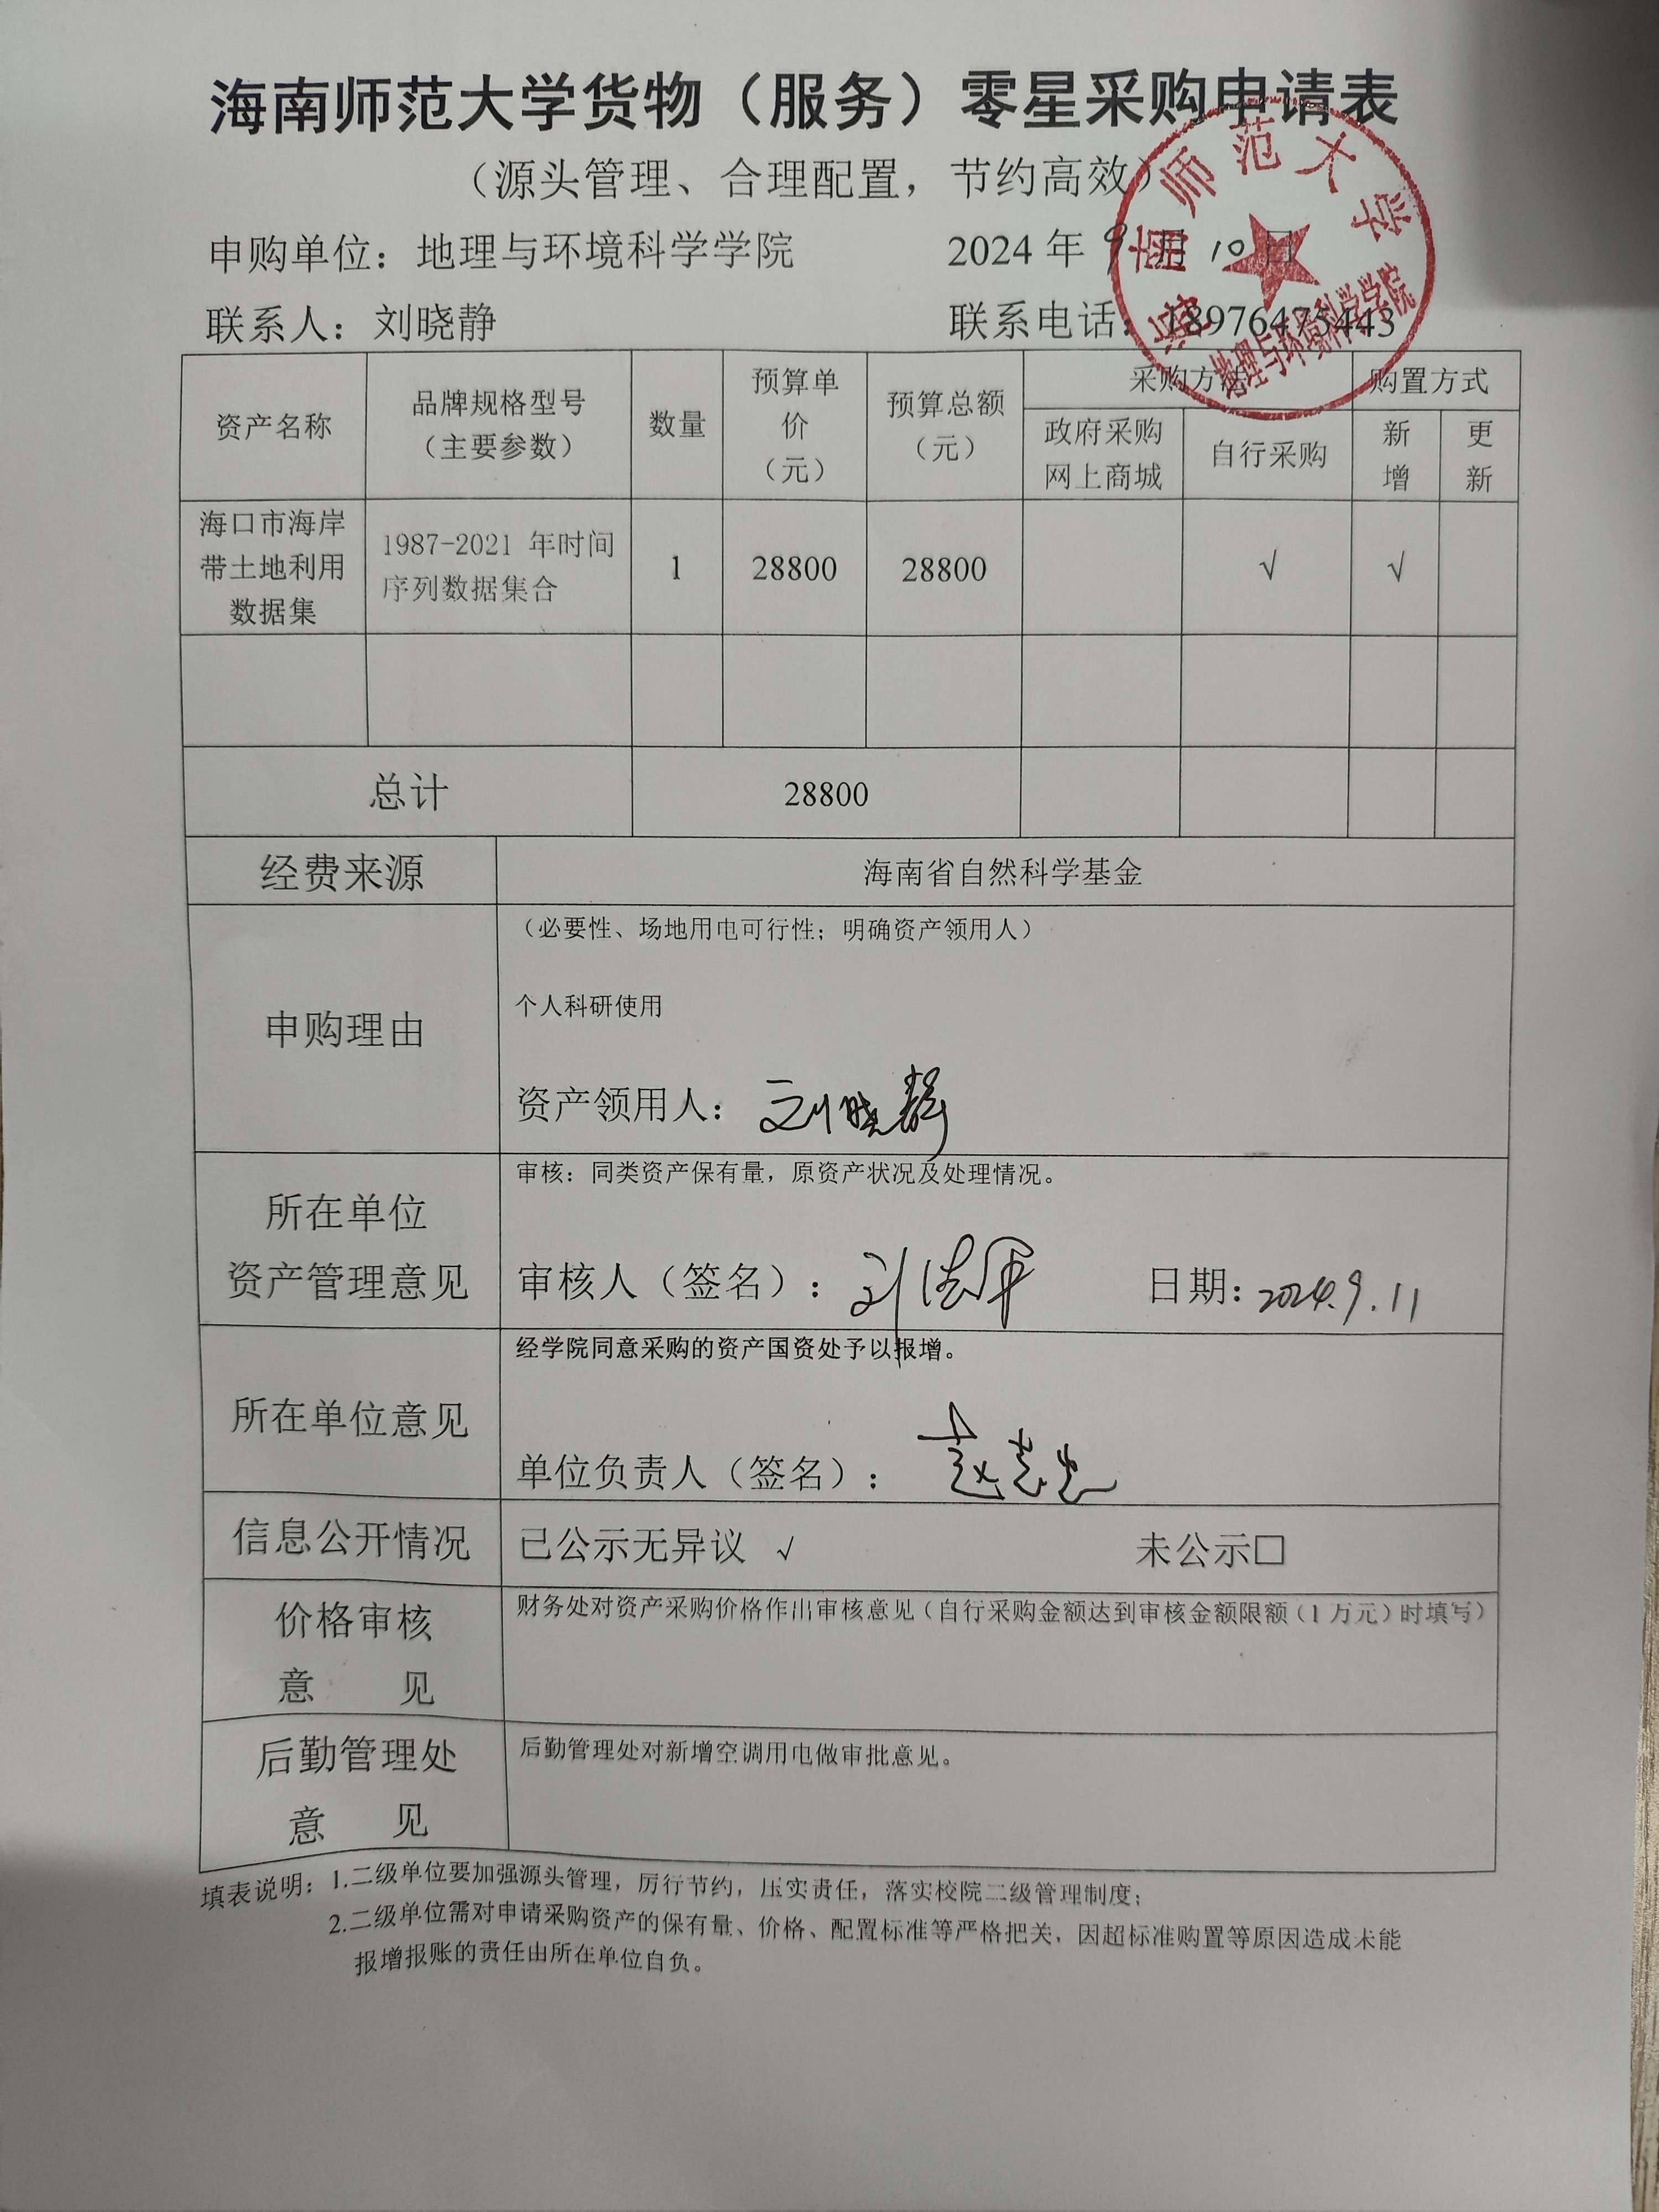 海南师范大学货物（服务）零星采购申请表
（源头管理、合理配置，节约高效）
申购单位：地理与环境科学学院 2024 年 9 月 10 日
联系人：刘晓静 联系电话：18976475443
海南师范大学
地理与环境科学学院
资产名称 品牌规格型号（主要参数） 数量 预算单价（元） 预算总额（元） 采购方法 购置方式
政府采购网上商城 自行采购 新增 更新
海口市海岸带土地利用数据集 1987-2021 年时间序列数据集合 1 28800 28800 √ √
总计 28800
经费来源 海南省自然科学基金
申购理由
（必要性、场地用电可行性；明确资产领用人）
个人科研使用
资产领用人：刘晓静
所在单位
资产管理意见
审核：同类资产保有量，原资产状况及处理情况。
审核人（签名）： 日期：2024.9.11
所在单位意见
经学院同意采购的资产国资处予以报增。
单位负责人（签名）：赵志忠
信息公开情况 已公示无异议 √ 未公示□
价格审核
意 见
财务处对资产采购价格作出审核意见（自行采购金额达到审核金额限额（1 万元）时填写）
后勤管理处
意 见
后勤管理处对新增空调用电做审批意见。
填表说明：1.二级单位要加强源头管理，厉行节约，压实责任，落实校院二级管理制度；
2.二级单位需对申请采购资产的保有量、价格、配置标准等严格把关，因超标准购置等原因造成未能
报增报账的责任由所在单位自负。